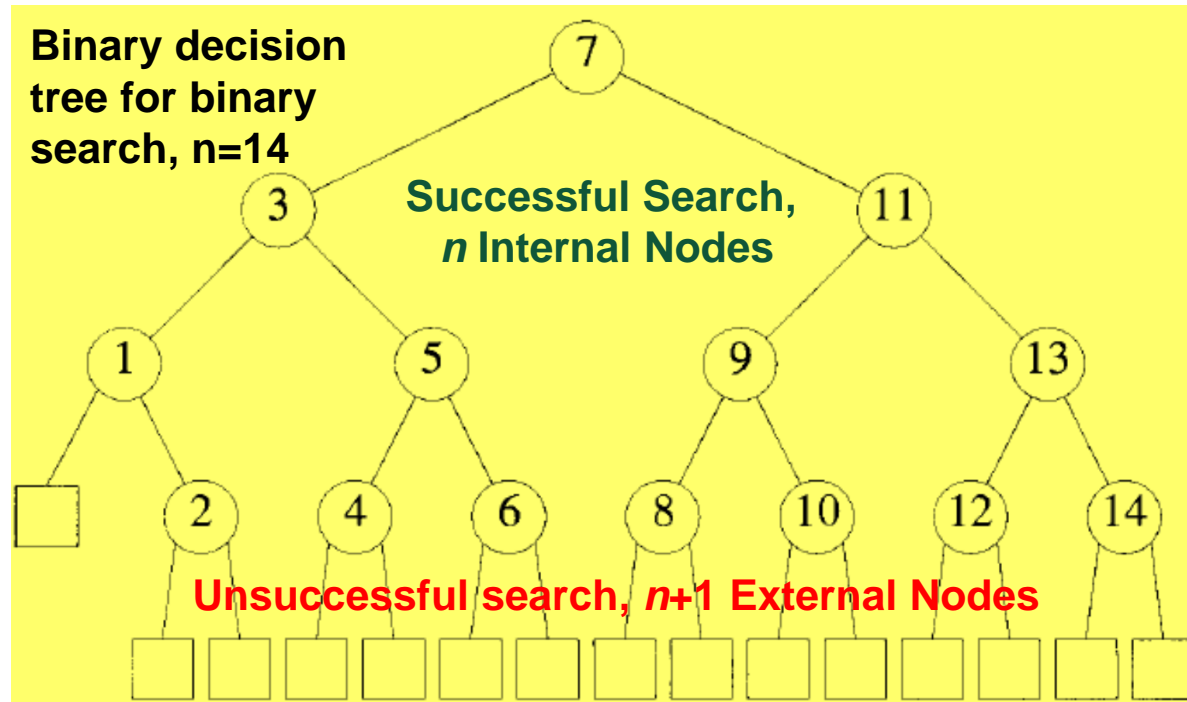 Binary decision
tree for binary
search, n=14
7
Successful Search,
n Internal Nodes
3
11
1
5
9
13
2
4
6
8
10
12
14
Unsuccessful search, n+1 External Nodes